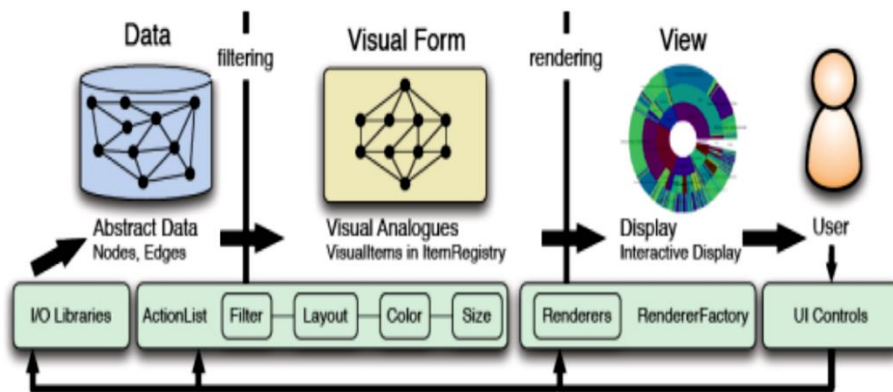 Data
filtering
Visual Form
rendering
View
Abstract Data
Nodes, Edges
Visual Analogues
VisualItems in ItemRegistry
Display
Interactive Display
User
I/O Libraries
ActionList
Filter
Layout
Color
Size
Renderers
RendererFactory
UI Controls